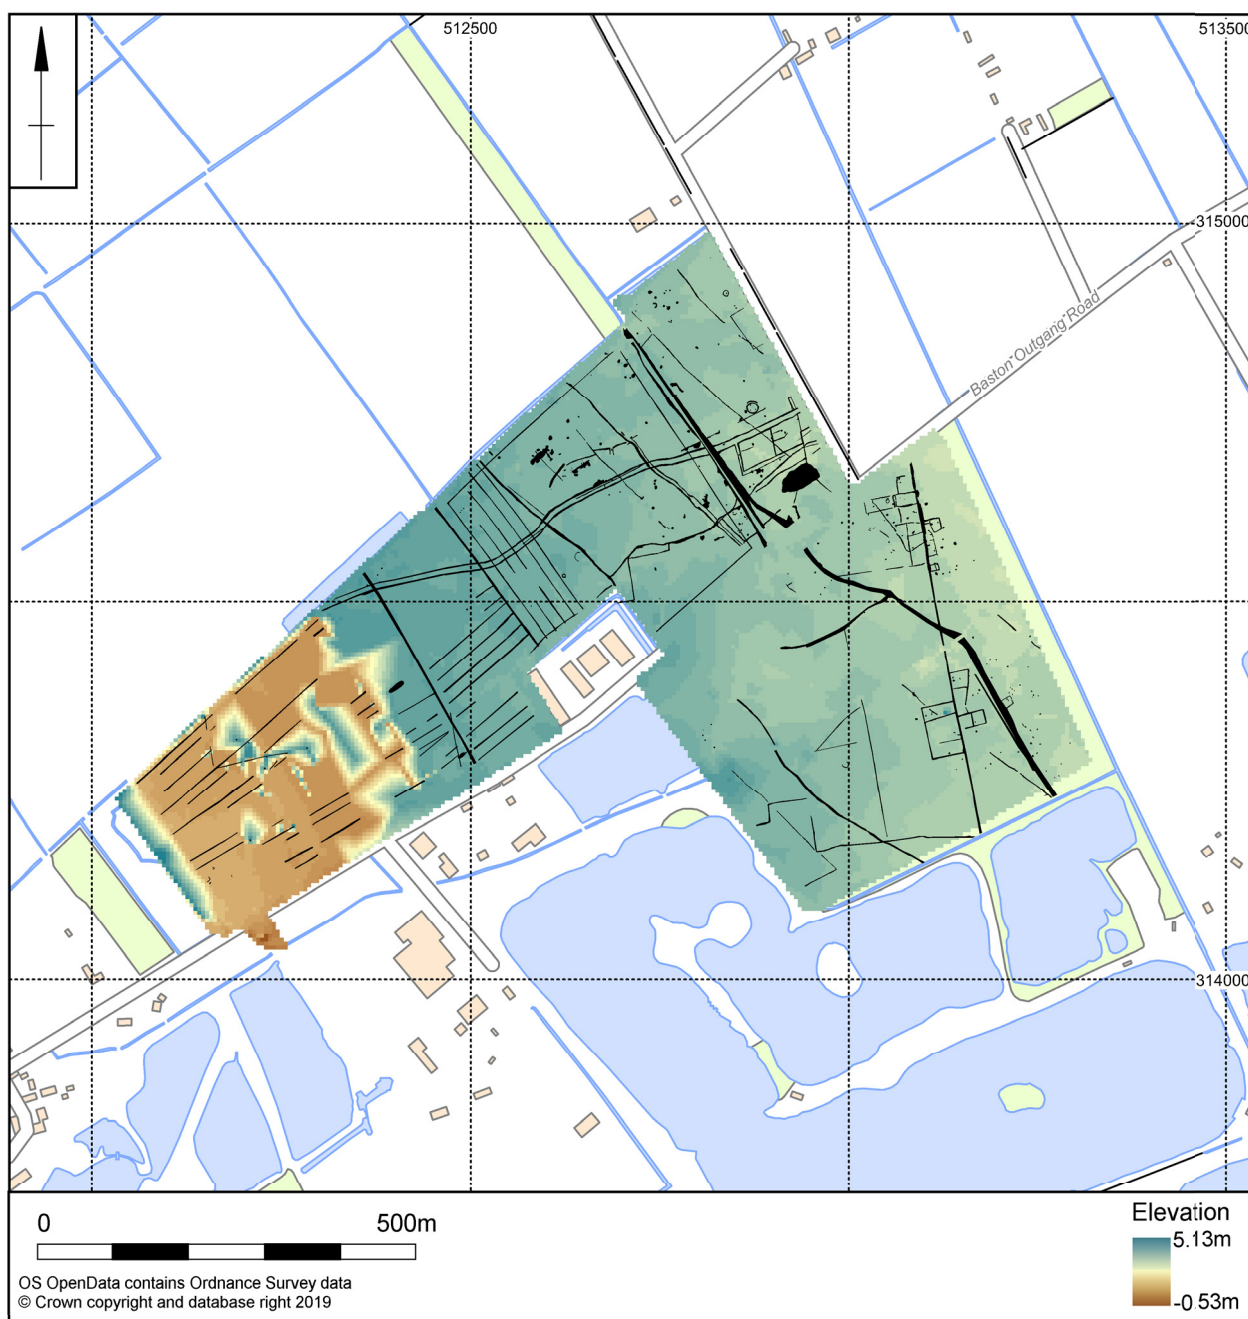 512500
513500
315000
Baston Outgang Road
314000
0 500m
OS OpenData contains Ordnance Survey data
© Crown copyright and database right 2019
Elevation
5.13m
-0.53m